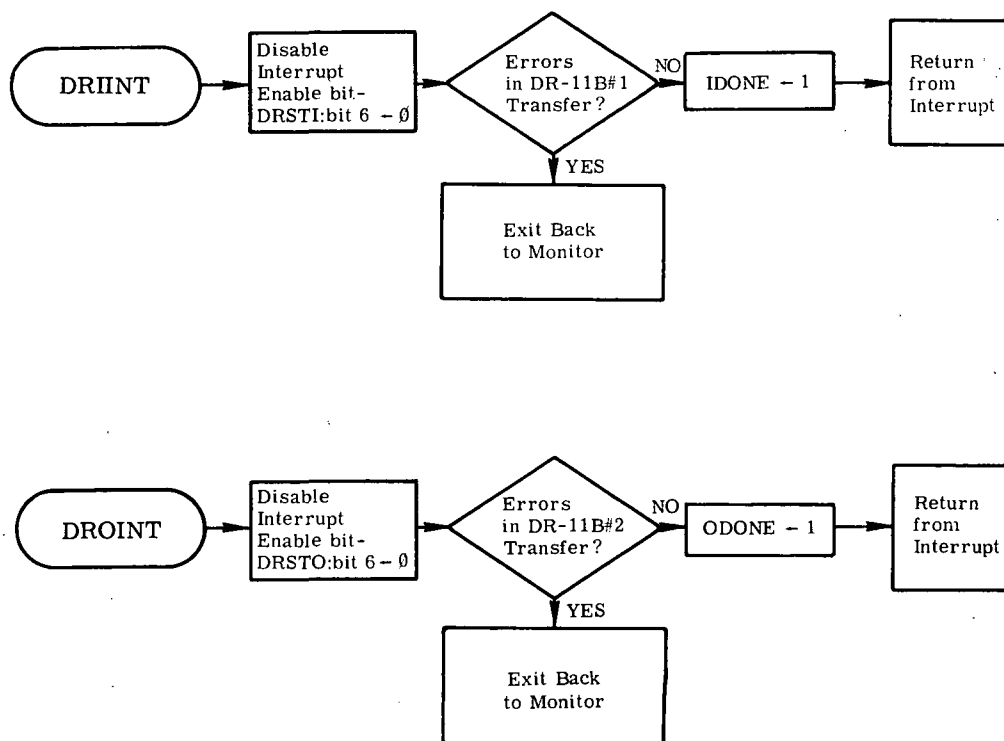 DRIINT
Disable
Interrupt
Enable bit-
DRSTI:bit 6 ← Ø
Errors
in DR-11B#1
Transfer?
NO
IDONE ← 1
Return
from
Interrupt
YES
Exit Back
to Monitor
DROINT
Disable
Interrupt
Enable bit-
DRSTO:bit 6 ← Ø
Errors
in DR-11B#2
Transfer?
NO
ODONE ← 1
Return
from
Interrupt
YES
Exit Back
to Monitor